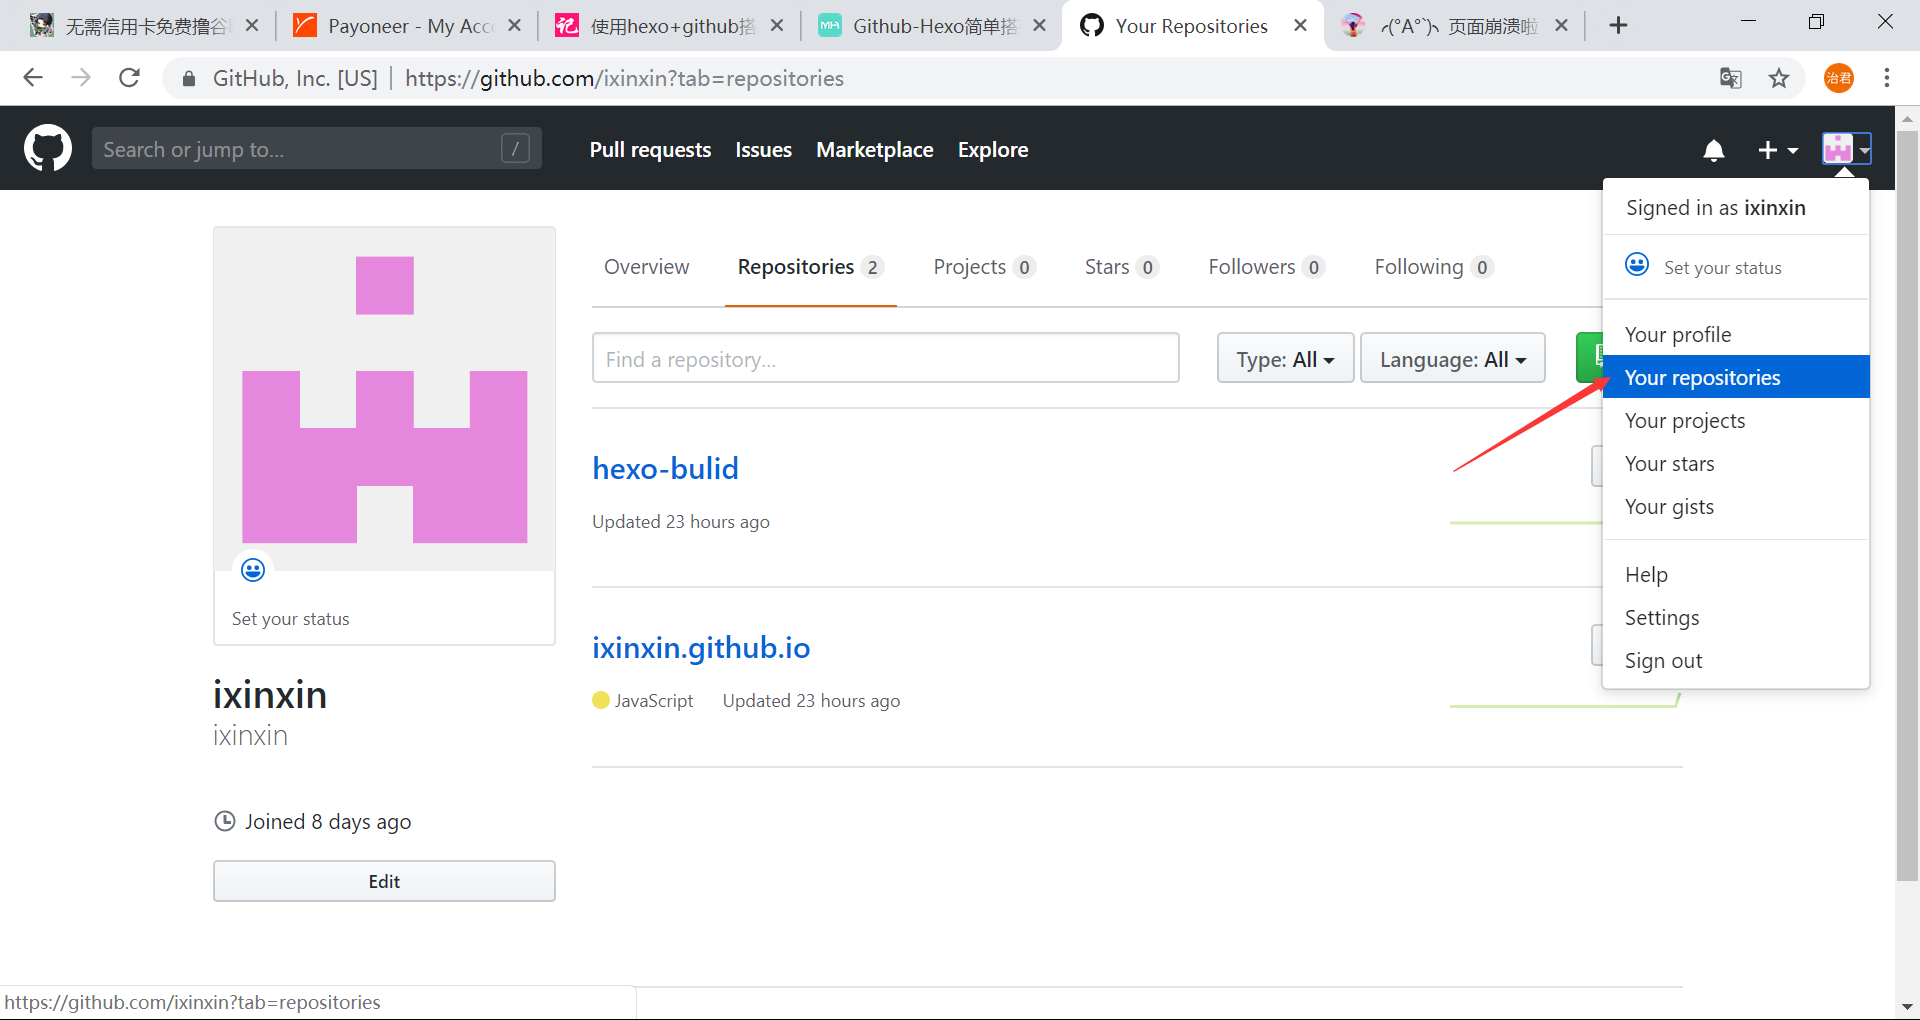 无需信用卡免费撸谷
Payoneer - My Acc
使用hexo+github搭
Github-Hexo简单搭
Your Repositories
╭(°A°`)╮ 页面崩溃啦
GitHub, Inc. [US] | https://github.com/ixinxin?tab=repositories
治君
Search or jump to... /
Pull requests Issues Marketplace Explore
Signed in as ixinxin
Set your status
Your profile
Your repositories
Your projects
Your stars
Your gists
Help
Settings
Sign out
Overview Repositories 2 Projects 0 Stars 0 Followers 0 Following 0
Find a repository... Type: All Language: All
hexo-bulid
Updated 23 hours ago
ixinxin.github.io
JavaScript Updated 23 hours ago
Set your status
ixinxin
ixinxin
Joined 8 days ago
Edit
https://github.com/ixinxin?tab=repositories